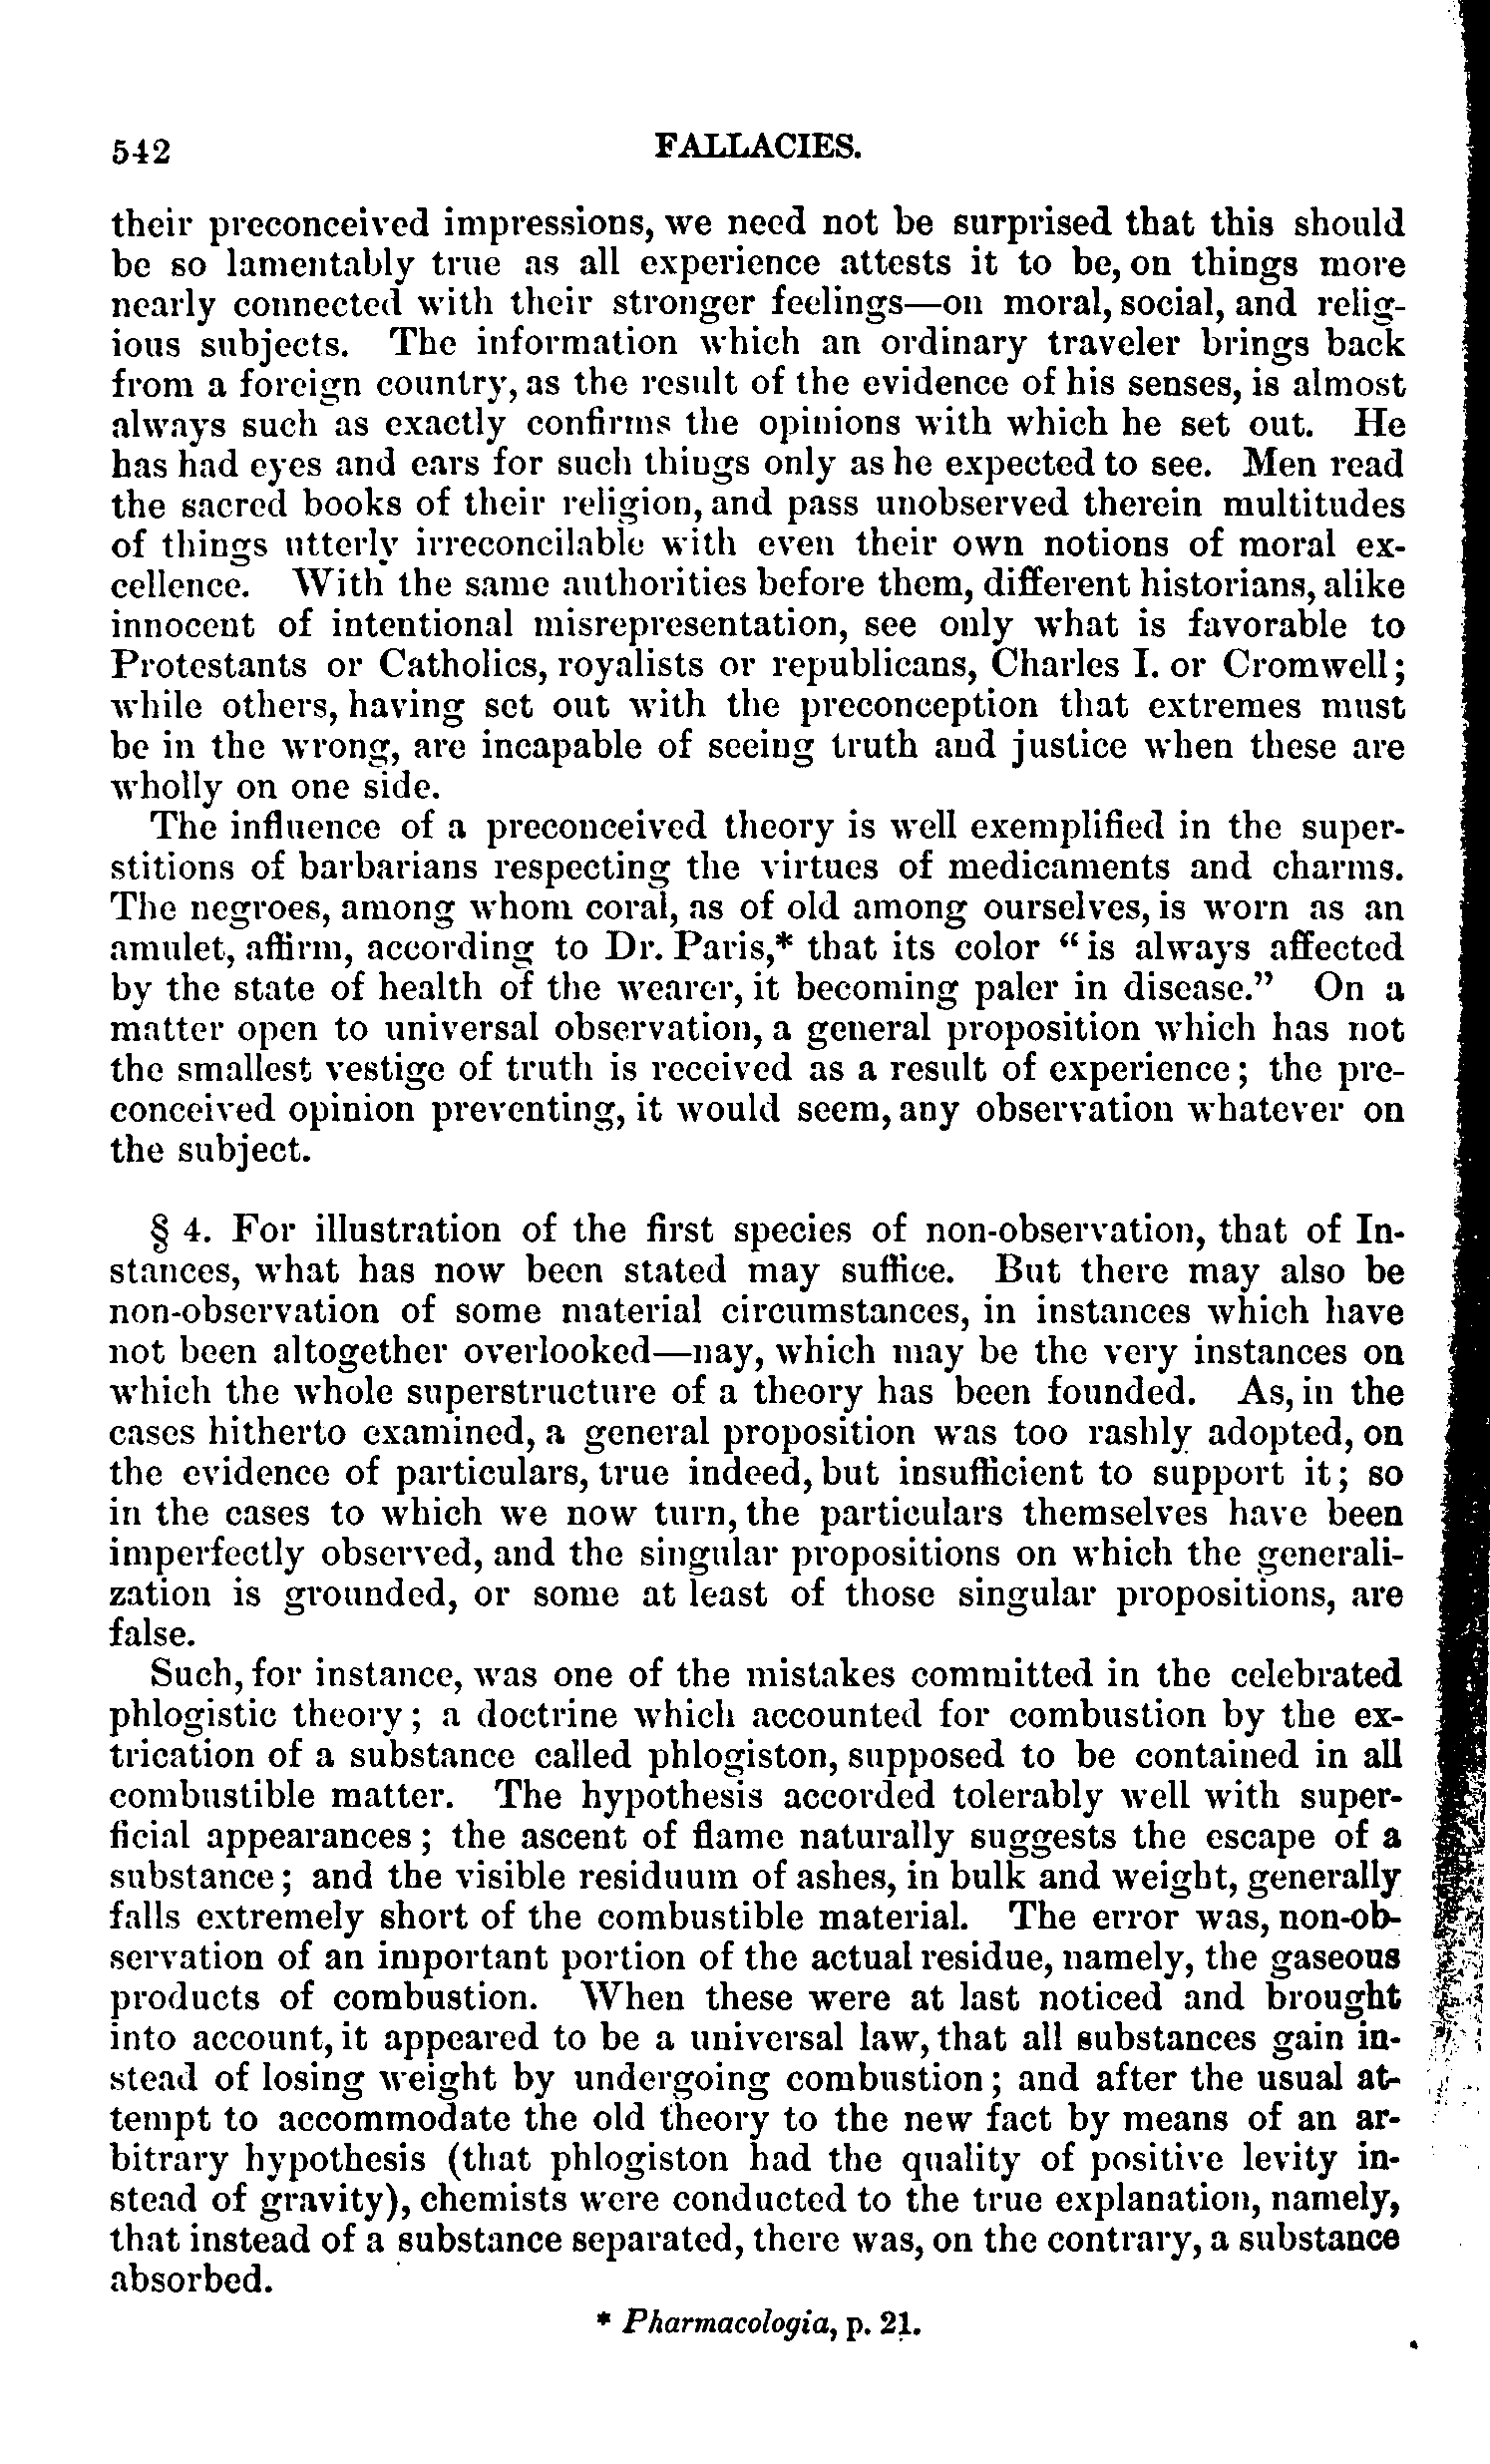 542 FALLACIES.
their preconceived impressions, we need not be surprised that this should
be so lamentably true as all experience attests it to be, on things more
nearly connected with their stronger feelings—on moral, social, and relig-
ious subjects. The information which an ordinary traveler brings back
from a foreign country, as the result of the evidence of his senses, is almost
always such as exactly confirms the opinions with which he set out. He
has had eyes and ears for such things only as he expected to see. Men read
the sacred books of their religion, and pass unobserved therein multitudes
of things utterly irreconcilable with even their own notions of moral ex-
cellence. With the same authorities before them, different historians, alike
innocent of intentional misrepresentation, see only what is favorable to
Protestants or Catholics, royalists or republicans, Charles I. or Cromwell;
while others, having set out with the preconception that extremes must
be in the wrong, are incapable of seeing truth and justice when these are
wholly on one side.
The influence of a preconceived theory is well exemplified in the super-
stitions of barbarians respecting the virtues of medicaments and charms.
The negroes, among whom coral, as of old among ourselves, is worn as an
amulet, affirm, according to Dr. Paris,* that its color “is always affected
by the state of health of the wearer, it becoming paler in disease.” On a
matter open to universal observation, a general proposition which has not
the smallest vestige of truth is received as a result of experience; the pre-
conceived opinion preventing, it would seem, any observation whatever on
the subject.
§ 4. For illustration of the first species of non-observation, that of In-
stances, what has now been stated may suffice. But there may also be
non-observation of some material circumstances, in instances which have
not been altogether overlooked—nay, which may be the very instances on
which the whole superstructure of a theory has been founded. As, in the
cases hitherto examined, a general proposition was too rashly adopted, on
the evidence of particulars, true indeed, but insufficient to support it; so
in the cases to which we now turn, the particulars themselves have been
imperfectly observed, and the singular propositions on which the generali-
zation is grounded, or some at least of those singular propositions, are
false.
Such, for instance, was one of the mistakes committed in the celebrated
phlogistic theory; a doctrine which accounted for combustion by the ex-
trication of a substance called phlogiston, supposed to be contained in all
combustible matter. The hypothesis accorded tolerably well with super-
ficial appearances; the ascent of flame naturally suggests the escape of a
substance; and the visible residuum of ashes, in bulk and weight, generally
falls extremely short of the combustible material. The error was, non-ob-
servation of an important portion of the actual residue, namely, the gaseous
products of combustion. When these were at last noticed and brought
into account, it appeared to be a universal law, that all substances gain in-
stead of losing weight by undergoing combustion; and after the usual at-
tempt to accommodate the old theory to the new fact by means of an ar-
bitrary hypothesis (that phlogiston had the quality of positive levity in-
stead of gravity), chemists were conducted to the true explanation, namely,
that instead of a substance separated, there was, on the contrary, a substance
absorbed.
* Pharmacologia, p. 21.